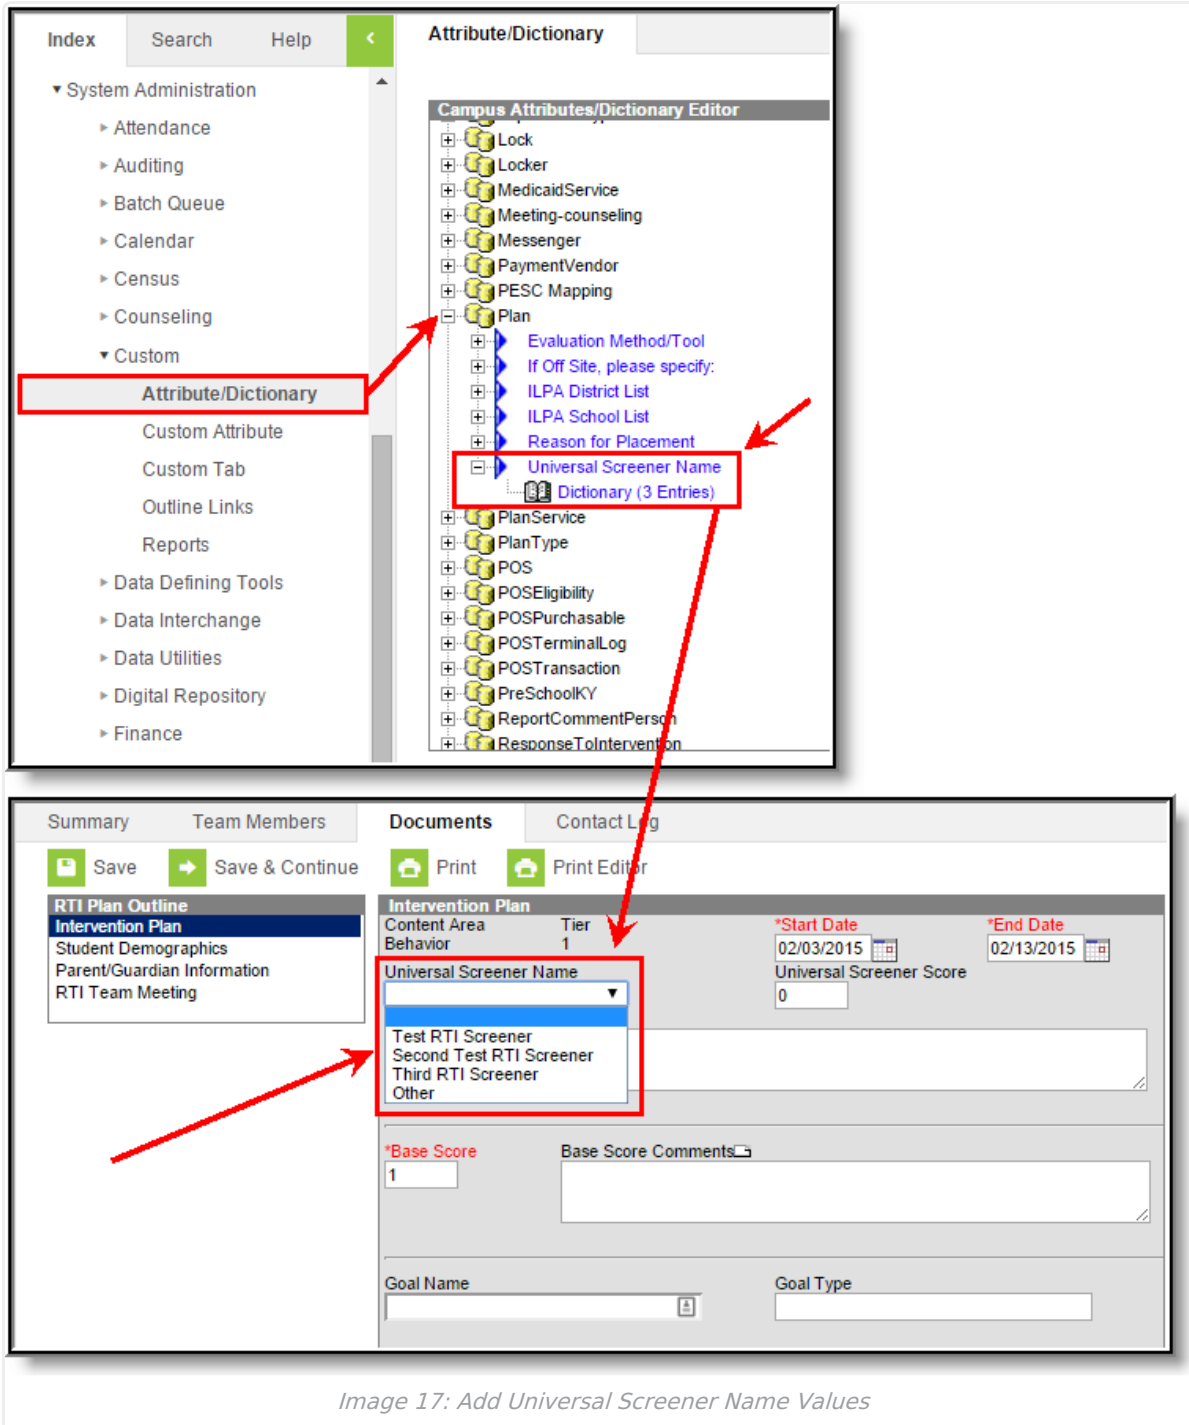 Index Search Help
Attribute/Dictionary
System Administration
Attendance
Auditing
Batch Queue
Calendar
Census
Counseling
Custom
Attribute/Dictionary
Custom Attribute
Custom Tab
Outline Links
Reports
Data Defining Tools
Data Interchange
Data Utilities
Digital Repository
Finance
Campus Attributes/Dictionary Editor
Lock
Locker
MedicaidService
Meeting-counseling
Messenger
PaymentVendor
PESC Mapping
Plan
Evaluation Method/Tool
If Off Site, please specify:
ILPA District List
ILPA School List
Reason for Placement
Universal Screener Name
Dictionary (3 Entries)
PlanService
PlanType
POS
POSEligibility
POSPurchasable
POSTerminalLog
POSTransaction
PreSchoolKY
ReportCommentPerson
ResponseToIntervention
Summary Team Members Documents Contact Log
Save Save & Continue Print Print Editor
RTI Plan Outline
Intervention Plan
Student Demographics
Parent/Guardian Information
RTI Team Meeting
Intervention Plan
Content Area Tier *Start Date *End Date
Behavior 1 02/03/2015 02/13/2015
Universal Screener Name Universal Screener Score
0
Test RTI Screener
Second Test RTI Screener
Third RTI Screener
Other
*Base Score Base Score Comments
1
Goal Name Goal Type
Image 17: Add Universal Screener Name Values